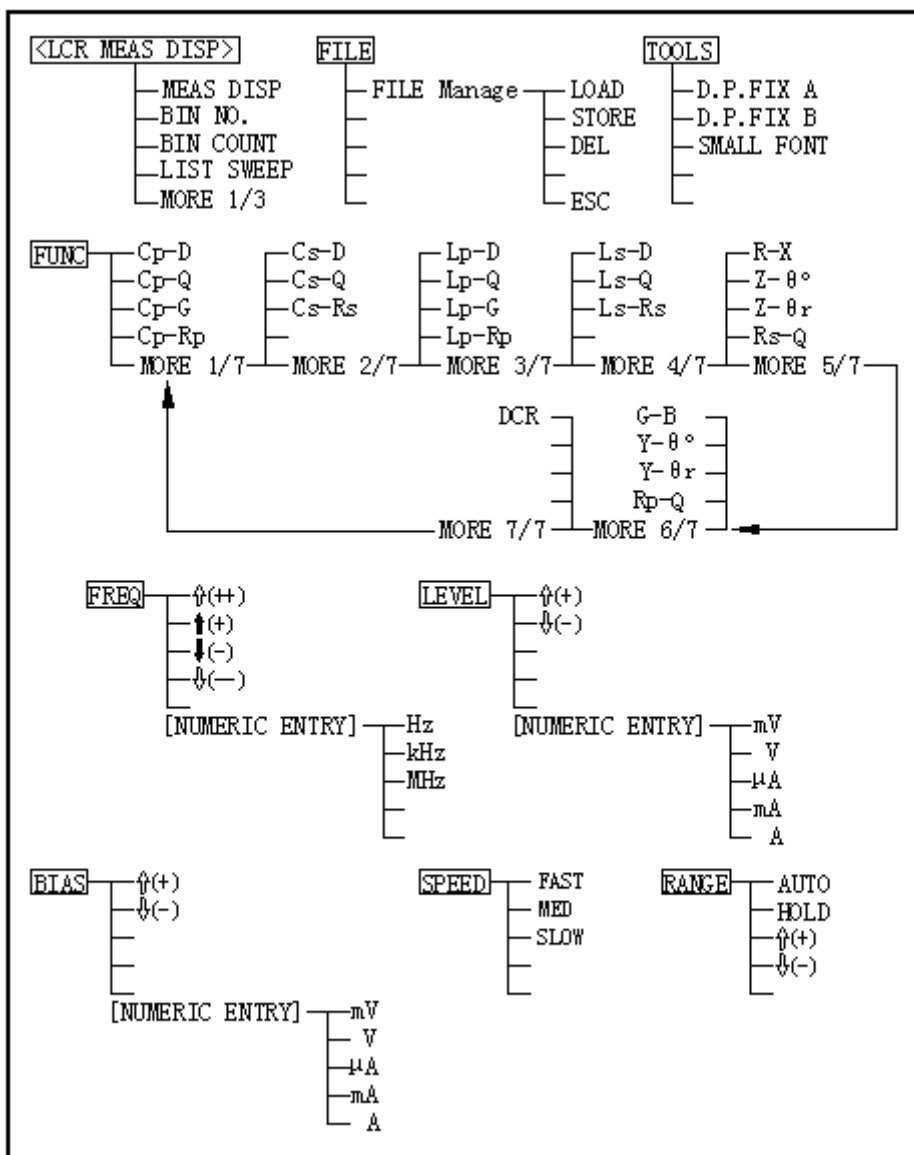 <LCR MEAS DISP> FILE TOOLS
MEAS DISP FILE Manage LOAD D.P.FIX A
BIN NO. STORE D.P.FIX B
BIN COUNT DEL SMALL FONT
LIST SWEEP
MORE 1/3 ESC
FUNC Cp-D Cs-D Lp-D Ls-D R-X
Cp-Q Cs-Q Lp-Q Ls-Q Z-θ°
Cp-G Cs-Rs Lp-G Ls-Rs Z-θr
Cp-Rp Lp-Rp Rs-Q
MORE 1/7 MORE 2/7 MORE 3/7 MORE 4/7 MORE 5/7
DCR G-B
Y-θ°
Y-θr
Rp-Q
MORE 7/7 MORE 6/7
FREQ ⇧(++) LEVEL ⇧(+)
⬆(+) ⇩(-)
⬇(-)
⇩(--)
[NUMERIC ENTRY] Hz [NUMERIC ENTRY] mV
kHz V
MHz μA
mA
A
BIAS ⇧(+) SPEED FAST RANGE AUTO
⇩(-) MED HOLD
SLOW ⇧(+)
⇩(-)
[NUMERIC ENTRY] mV
V
μA
mA
A